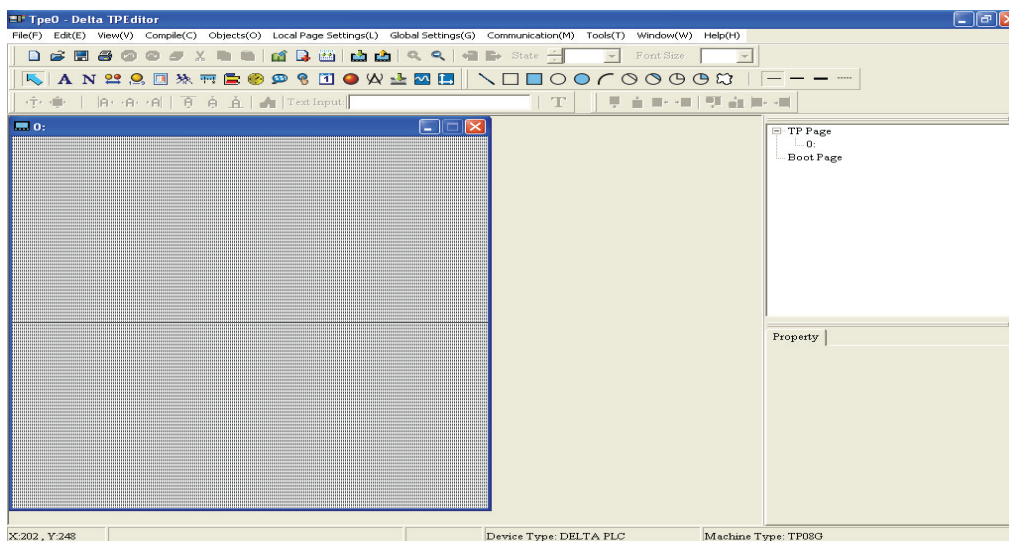 Tpe0 - Delta TPEditor
File(F) Edit(E) View(V) Compile(C) Objects(O) Local Page Settings(L) Global Settings(G) Communication(M) Tools(T) Window(W) Help(H)
State Font Size
A N 1
A A A A A A A Text Input: T
0:
TP Page
0:
Boot Page
Property
X:202 , Y:248 Device Type: DELTA PLC Machine Type: TP08G